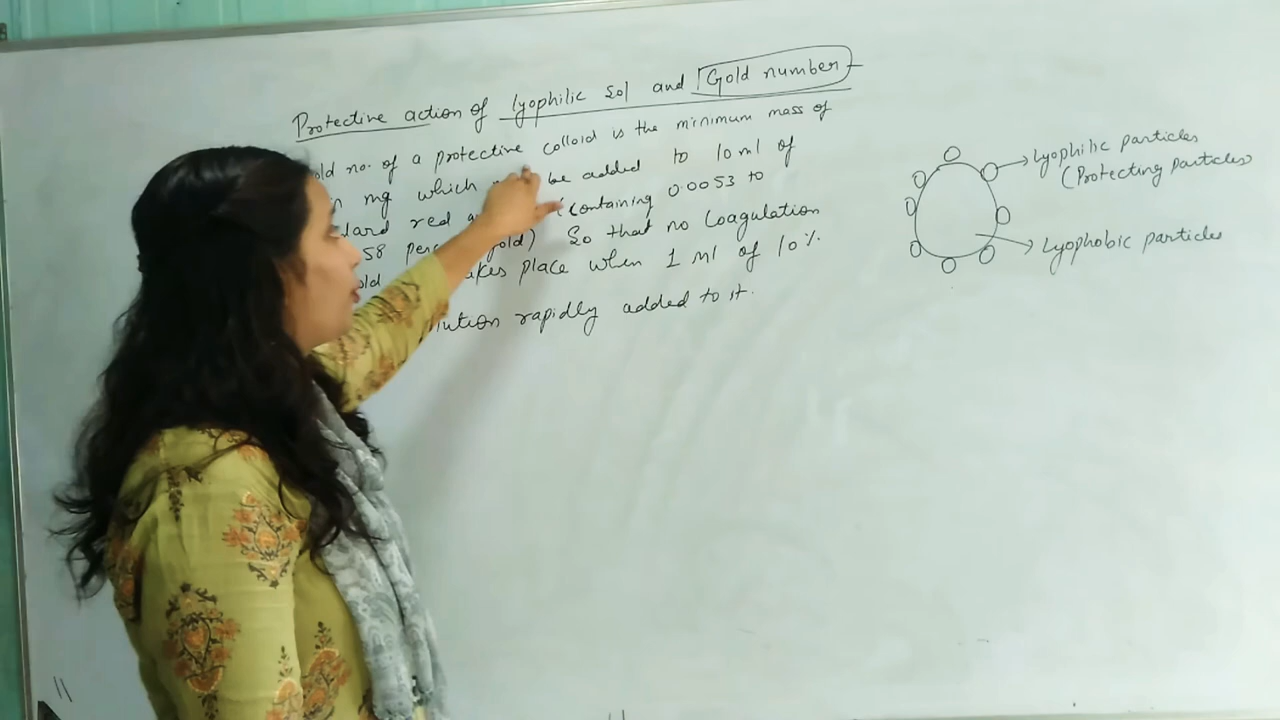 Protective action of lyophilic sol and Gold number
old no. of a protective colloid is the minimum mass of
mg which be added to 10 ml of
dard red (containing 0.0053 to
58 per gold) So that no Coagulation
old akes place when 1 ml of 10%
lution rapidly added to it.
Lyophilic particles
(Protecting particles)
Lyophobic particles